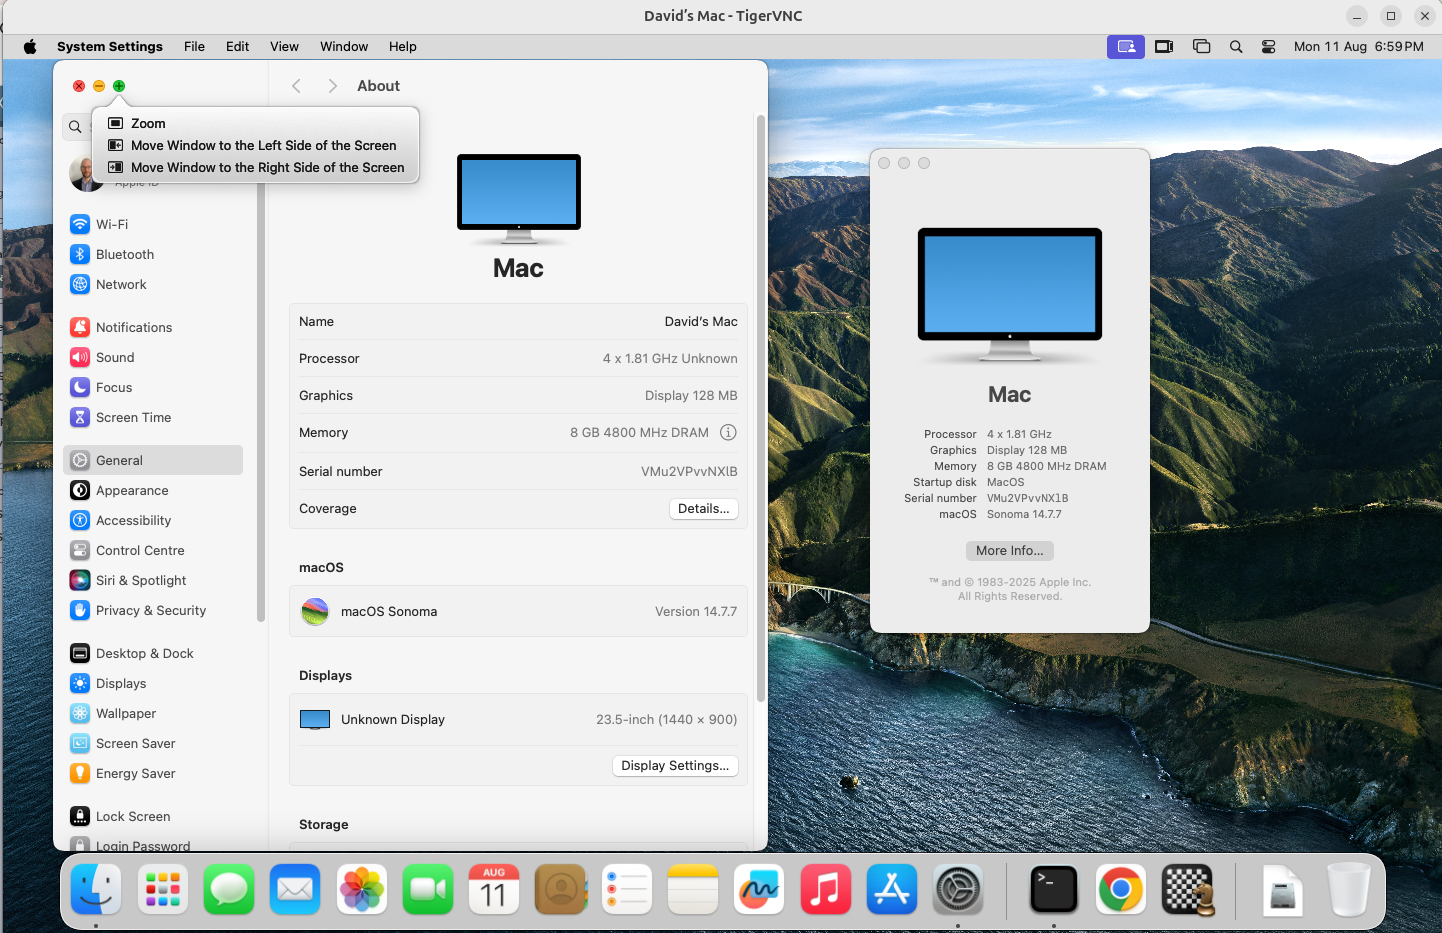 David's Mac - TigerVNC
System Settings File Edit View Window Help
Mon 11 Aug 6:59 PM
About
Zoom
Move Window to the Left Side of the Screen
Move Window to the Right Side of the Screen
Apple ID
Wi-Fi
Bluetooth
Network
Notifications
Sound
Focus
Screen Time
General
Appearance
Accessibility
Control Centre
Siri & Spotlight
Privacy & Security
Desktop & Dock
Displays
Wallpaper
Screen Saver
Energy Saver
Lock Screen
Login Password
Mac
Name David's Mac
Processor 4 x 1.81 GHz Unknown
Graphics Display 128 MB
Memory 8 GB 4800 MHz DRAM
Serial number VMu2VPvvNXlB
Coverage Details...
macOS
macOS Sonoma Version 14.7.7
Displays
Unknown Display 23.5-inch (1440 × 900)
Display Settings...
Storage
Mac
Processor 4 x 1.81 GHz
Graphics Display 128 MB
Memory 8 GB 4800 MHz DRAM
Startup disk MacOS
Serial number VMu2VPvvNXlB
macOS Sonoma 14.7.7
More Info...
™ and © 1983-2025 Apple Inc.
All Rights Reserved.
AUG
11
>_